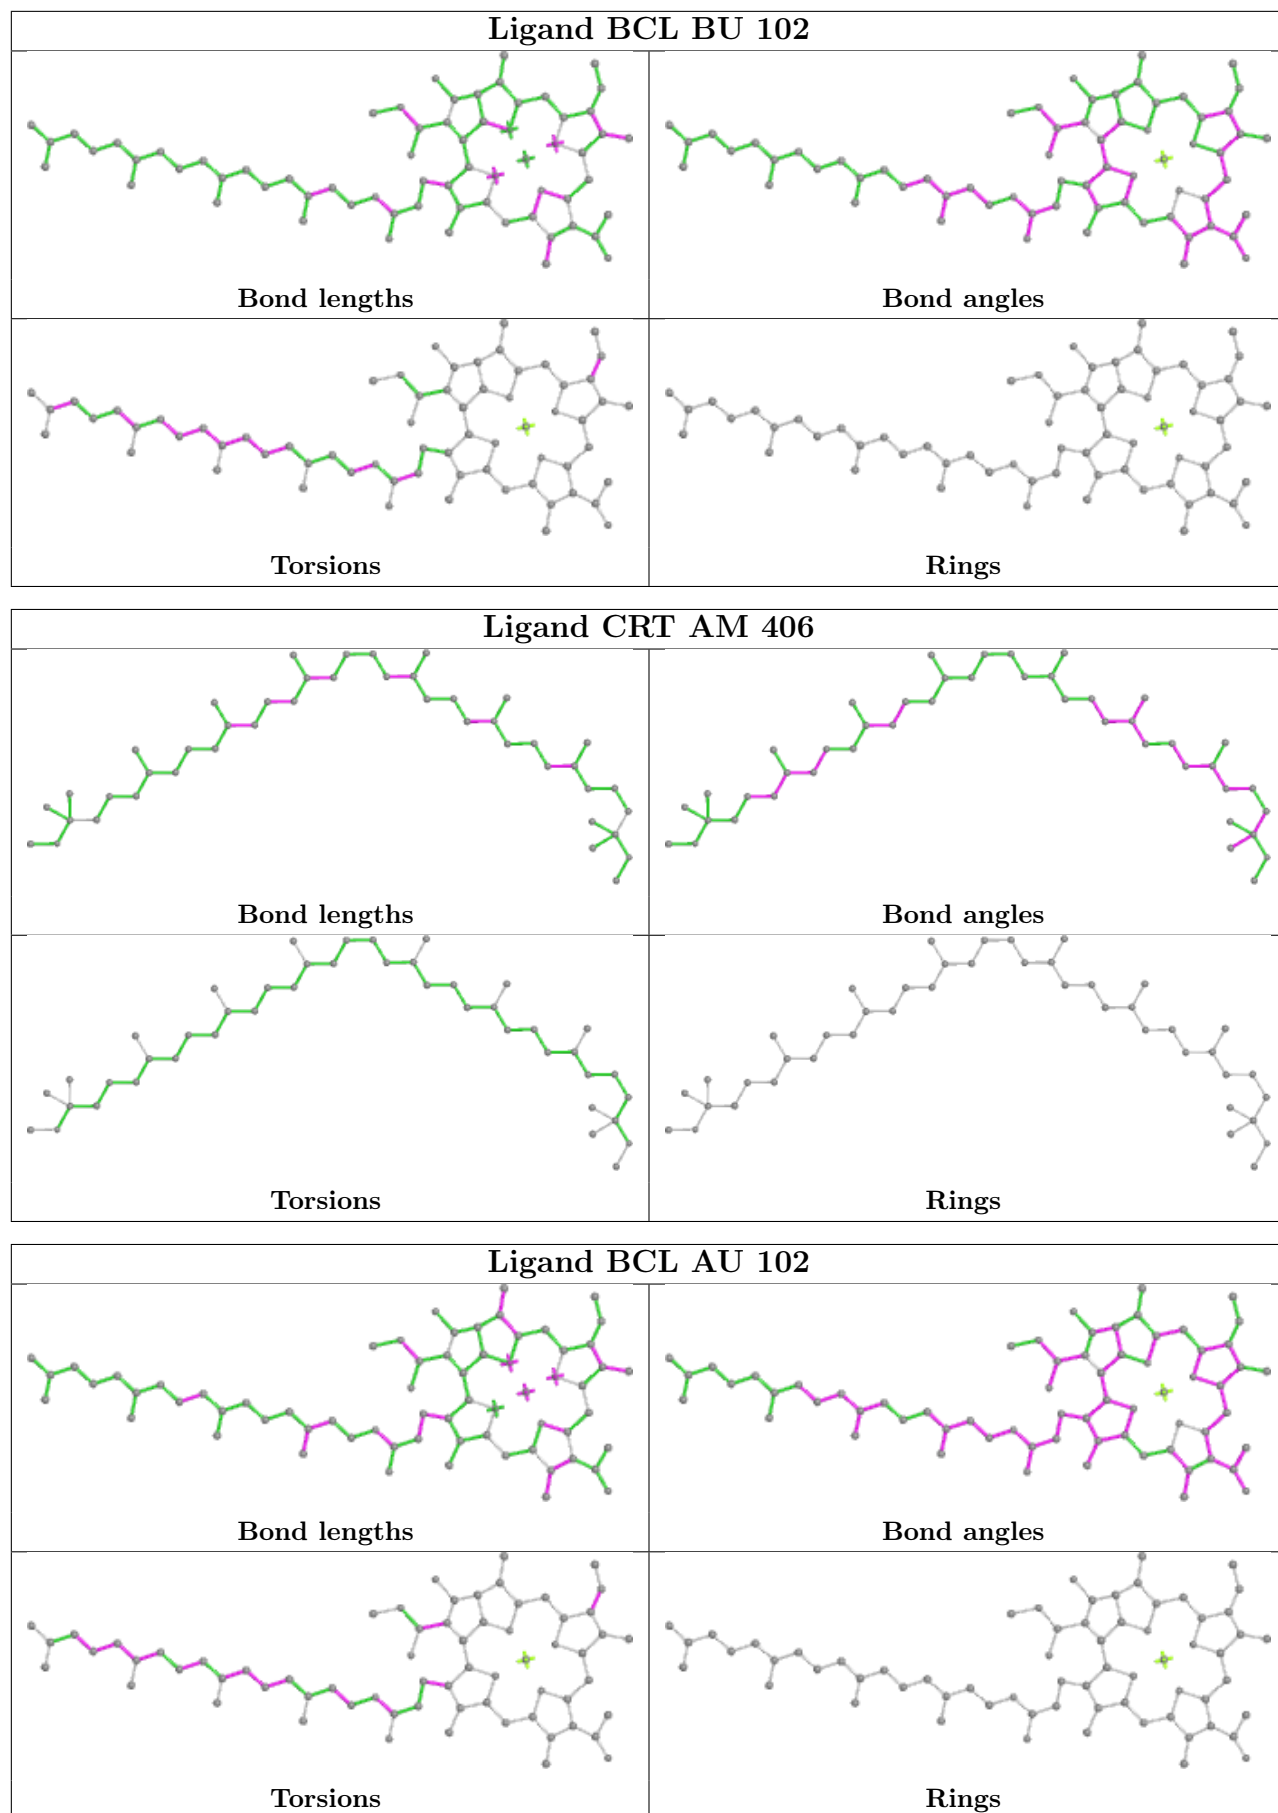 Ligand BCL BU 102
Bond lengths
Bond angles
Torsions
Rings
Ligand CRT AM 406
Bond lengths
Bond angles
Torsions
Rings
Ligand BCL AU 102
Bond lengths
Bond angles
Torsions
Rings